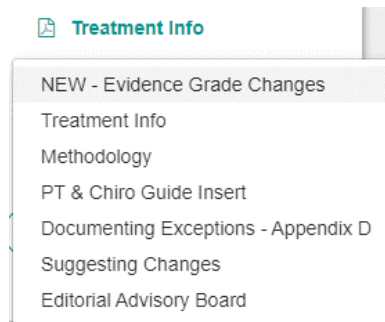 Treatment Info
NEW - Evidence Grade Changes
Treatment Info
Methodology
PT & Chiro Guide Insert
Documenting Exceptions - Appendix D
Suggesting Changes
Editorial Advisory Board